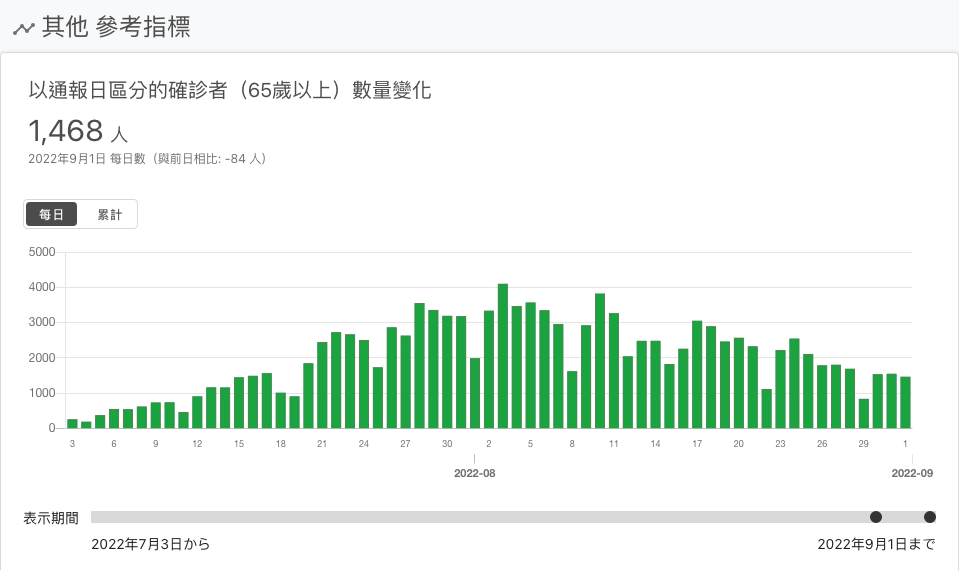 其他 參考指標
以通報日區分的確診者（65歲以上）數量變化
1,468 人
2022年9月1日 每日數（與前日相比: -84 人）
每日 累計
5000
4000
3000
2000
1000
0
3 6 9 12 15 18 21 24 27 30 2 5 8 11 14 17 20 23 26 29 1
2022-08 2022-09
表示期間
2022年7月3日から 2022年9月1日まで